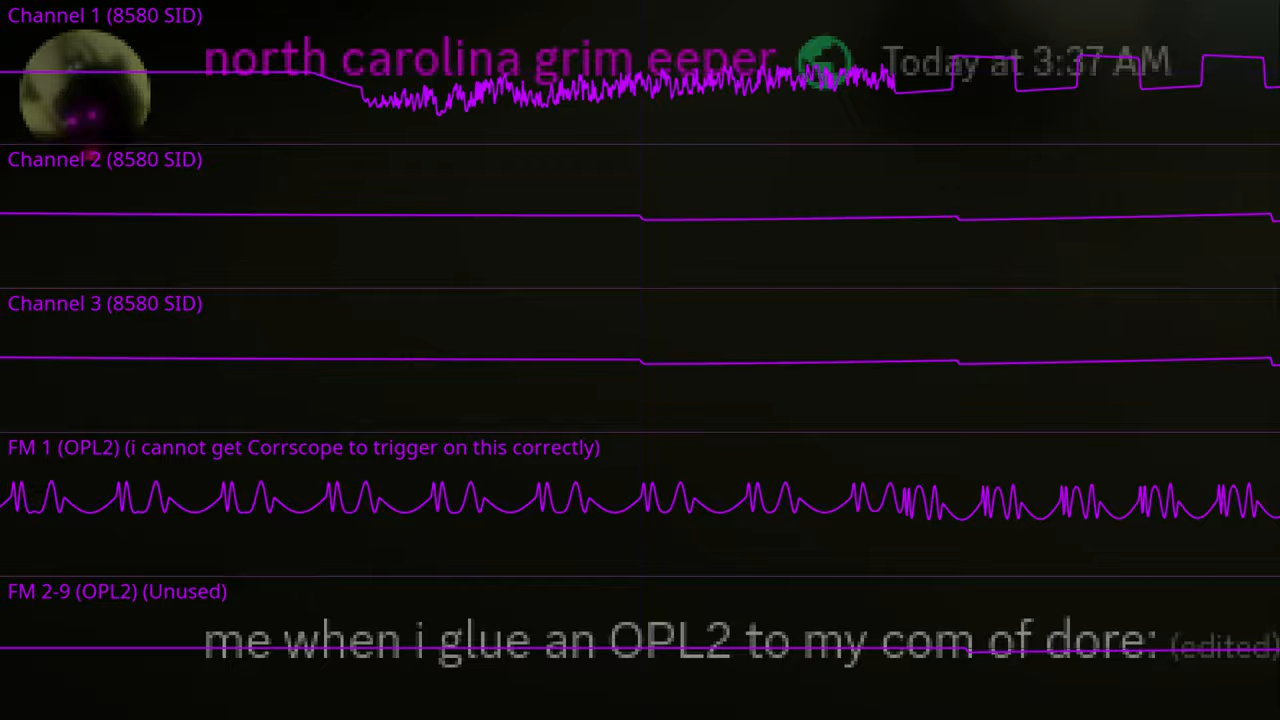 Channel 1 (8580 SID)
north carolina grim eeper Today at 3:37 AM
Channel 2 (8580 SID)
Channel 3 (8580 SID)
FM 1 (OPL2) (i cannot get Corrscope to trigger on this correctly)
FM 2-9 (OPL2) (Unused)
me when i glue an OPL2 to my com of dore: (edited)